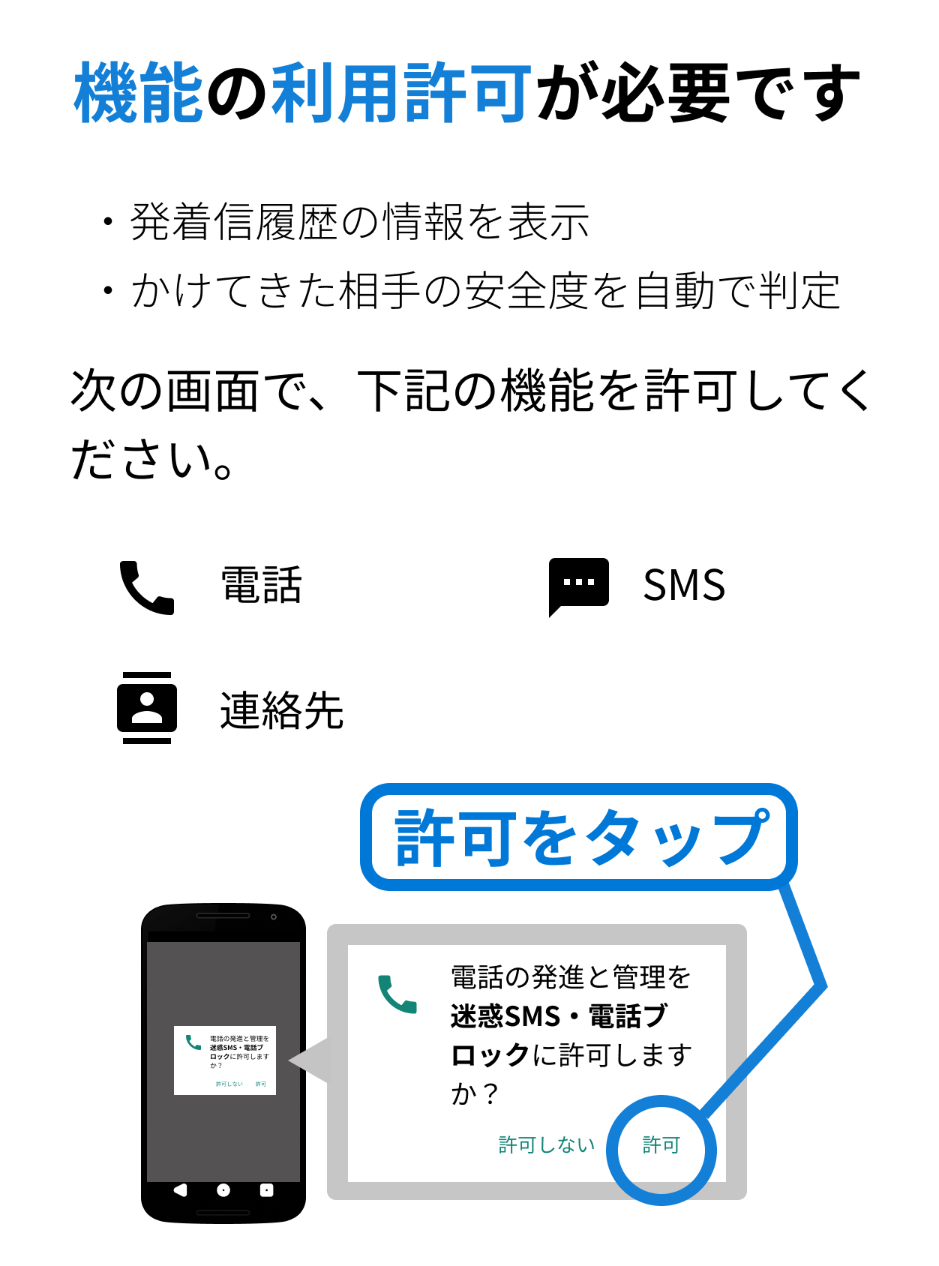 機能の利用許可が必要です
・発着信履歴の情報を表示
・かけてきた相手の安全度を自動で判定
次の画面で、下記の機能を許可してく
ださい。
電話
SMS
連絡先
許可をタップ
電話の発進と管理を
迷惑SMS・電話ブ
ロックに許可します
か？
許可しない
許可
電話の発進と管理を
迷惑SMS・電話ブ
ロックに許可します
か？
許可しない
許可